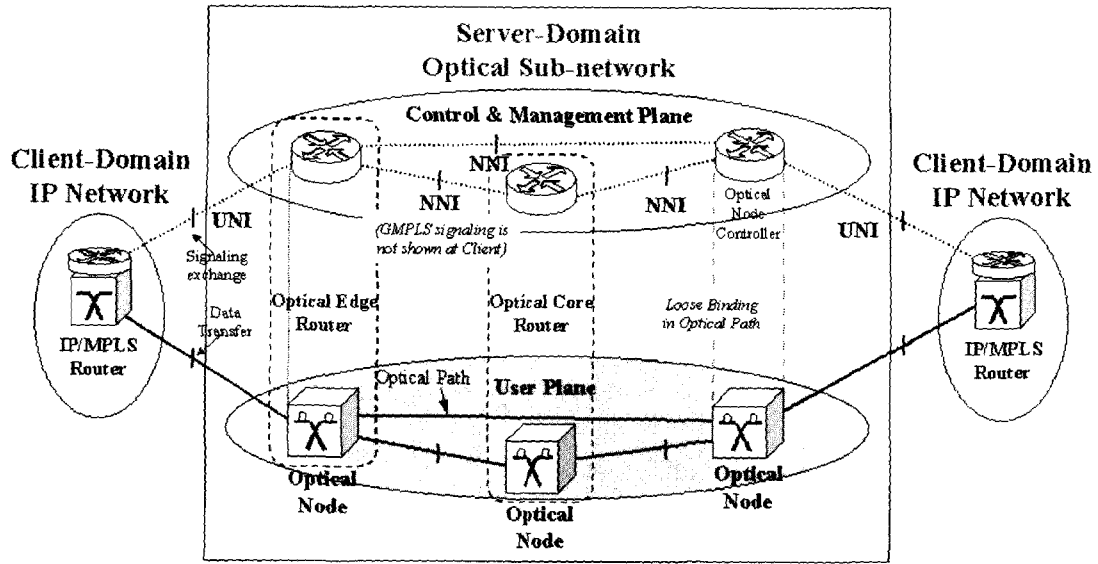 Server-Domain
Optical Sub-network
Control & Management Plane
Client-Domain
IP Network
Client-Domain
IP Network
NNI
NNI
NNI
UNI
UNI
Optical
Node
Controller
(GMPLS signaling is
not shown at Client)
Signaling
exchange
Optical Edge
Router
Optical Core
Router
Loose Binding
in Optical Path
Data
Transfer
IP/MPLS
Router
IP/MPLS
Router
Optical Path
User Plane
Optical
Node
Optical
Node
Optical
Node